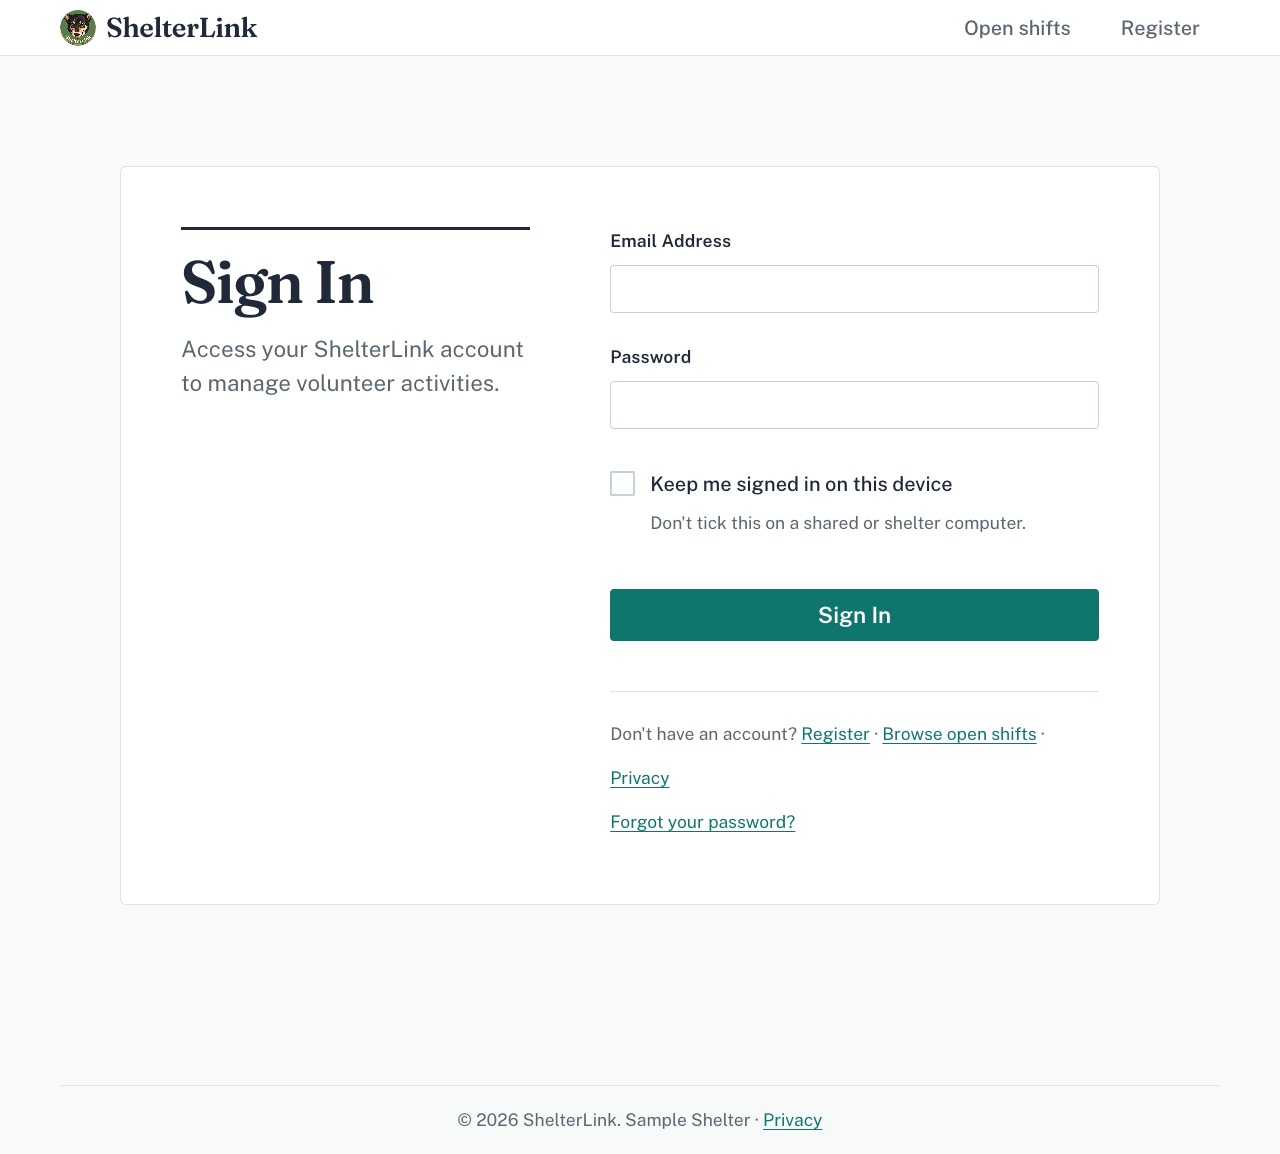 ShelterLink
Open shifts
Register
Sign In
Access your ShelterLink account
to manage volunteer activities.
Email Address
Password
Keep me signed in on this device
Don't tick this on a shared or shelter computer.
Sign In
Don't have an account? Register · Browse open shifts ·
Privacy
Forgot your password?
© 2026 ShelterLink. Sample Shelter · Privacy